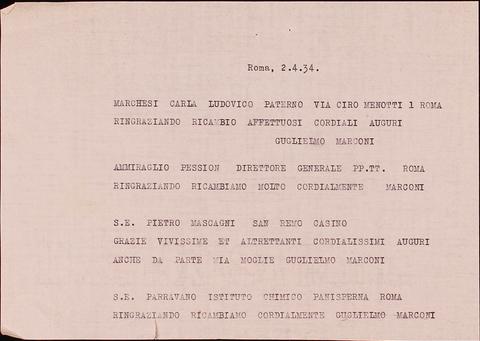 Roma, 2.4.34.
MARCHESI CARLA LUDOVICO PATERNO VIA CIRO MENOTTI 1 ROMA
RINGRAZIANDO RICAMBIO AFFETTUOSI CORDIALI AUGURI
GUGLIELMO MARCONI
AMMIRAGLIO PESSION DIRETTORE GENERALE PP.TT. ROMA
RINGRAZIANDO RICAMBIAMO MOLTO CORDIALMENTE MARCONI
S.E. PIETRO MASCAGNI SAN REMO CASINO
GRAZIE VIVISSIME ET ALTRETTANTI CORDIALISSIMI AUGURI
ANCHE DA PARTE MIA MOGLIE GUGLIELMO MARCONI
S.E. PARRAVANO ISTITUTO CHIMICO PANISPERNA ROMA
RINGRAZIANDO RICAMBIAMO CORDIALMENTE GUGLIELMO MARCONI